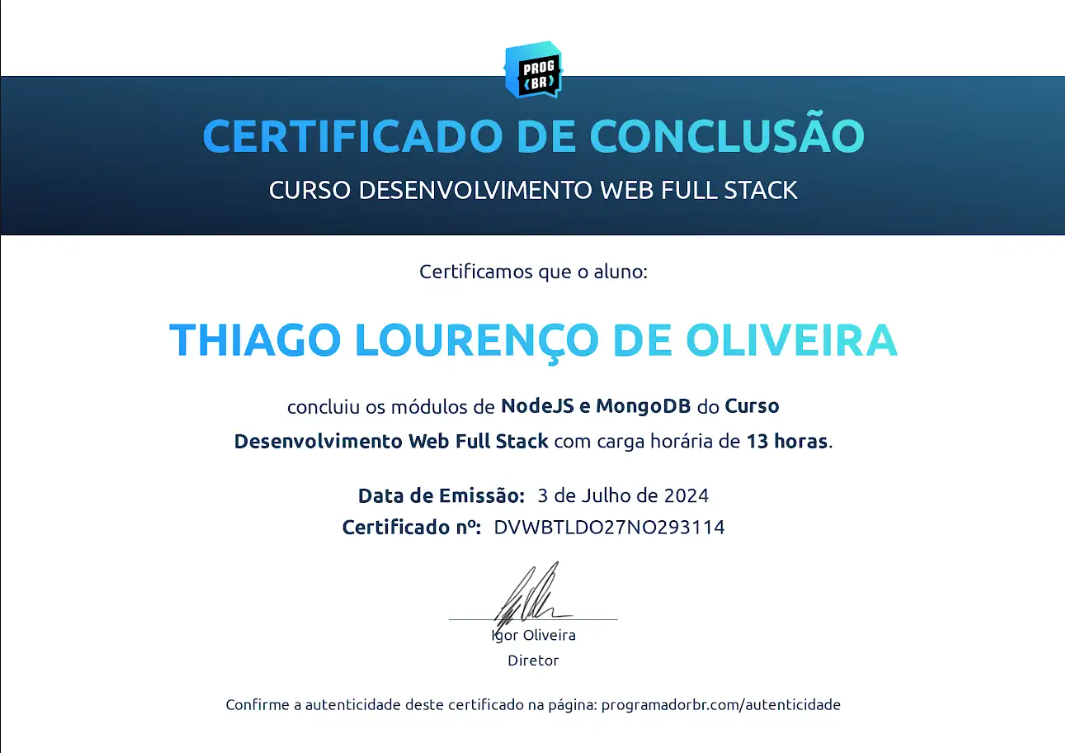 PROG
<BR>
CERTIFICADO DE CONCLUSÃO
CURSO DESENVOLVIMENTO WEB FULL STACK
Certificamos que o aluno:
THIAGO LOURENÇO DE OLIVEIRA
concluiu os módulos de NodeJS e MongoDB do Curso
Desenvolvimento Web Full Stack com carga horária de 13 horas.
Data de Emissão: 3 de Julho de 2024
Certificado nº: DVWBTLDO27NO293114
Igor Oliveira
Diretor
Confirme a autenticidade deste certificado na página: programadorbr.com/autenticidade